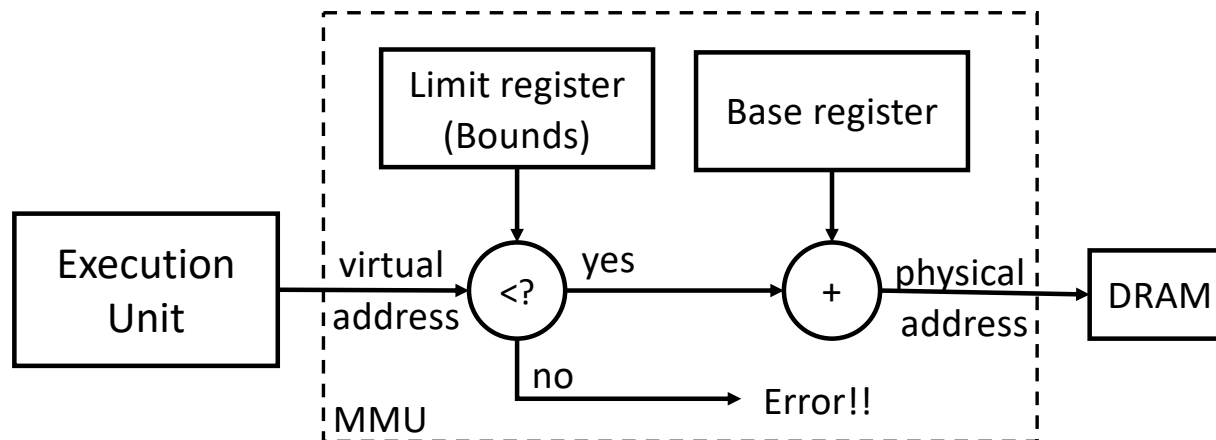 Limit register
(Bounds)
Base register
Execution
Unit
virtual
address
<?
yes
+
physical
address
DRAM
no
Error!!
MMU